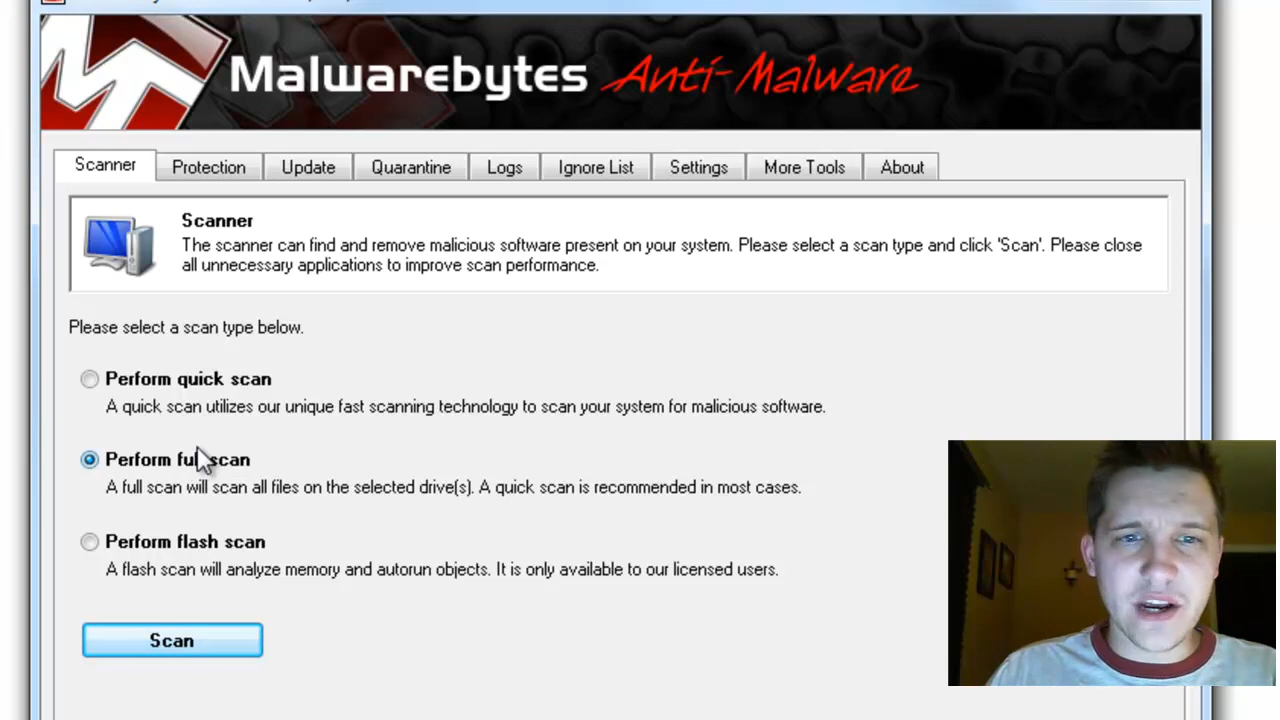 Malwarebytes Anti-Malware
Scanner Protection Update Quarantine Logs Ignore List Settings More Tools About
Scanner
The scanner can find and remove malicious software present on your system. Please select a scan type and click 'Scan'. Please close
all unnecessary applications to improve scan performance.
Please select a scan type below.
Perform quick scan
A quick scan utilizes our unique fast scanning technology to scan your system for malicious software.
Perform full scan
A full scan will scan all files on the selected drive(s). A quick scan is recommended in most cases.
Perform flash scan
A flash scan will analyze memory and autorun objects. It is only available to our licensed users.
Scan